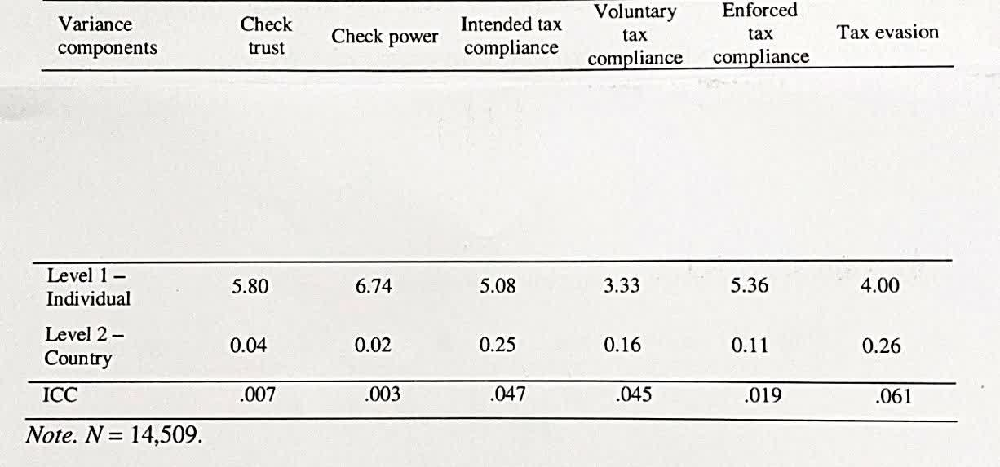 Variance components Check trust Check power Intended tax compliance Voluntary tax compliance Enforced tax compliance Tax evasion
Level 1 – Individual 5.80 6.74 5.08 3.33 5.36 4.00
Level 2 – Country 0.04 0.02 0.25 0.16 0.11 0.26
ICC .007 .003 .047 .045 .019 .061
Note. N = 14,509.